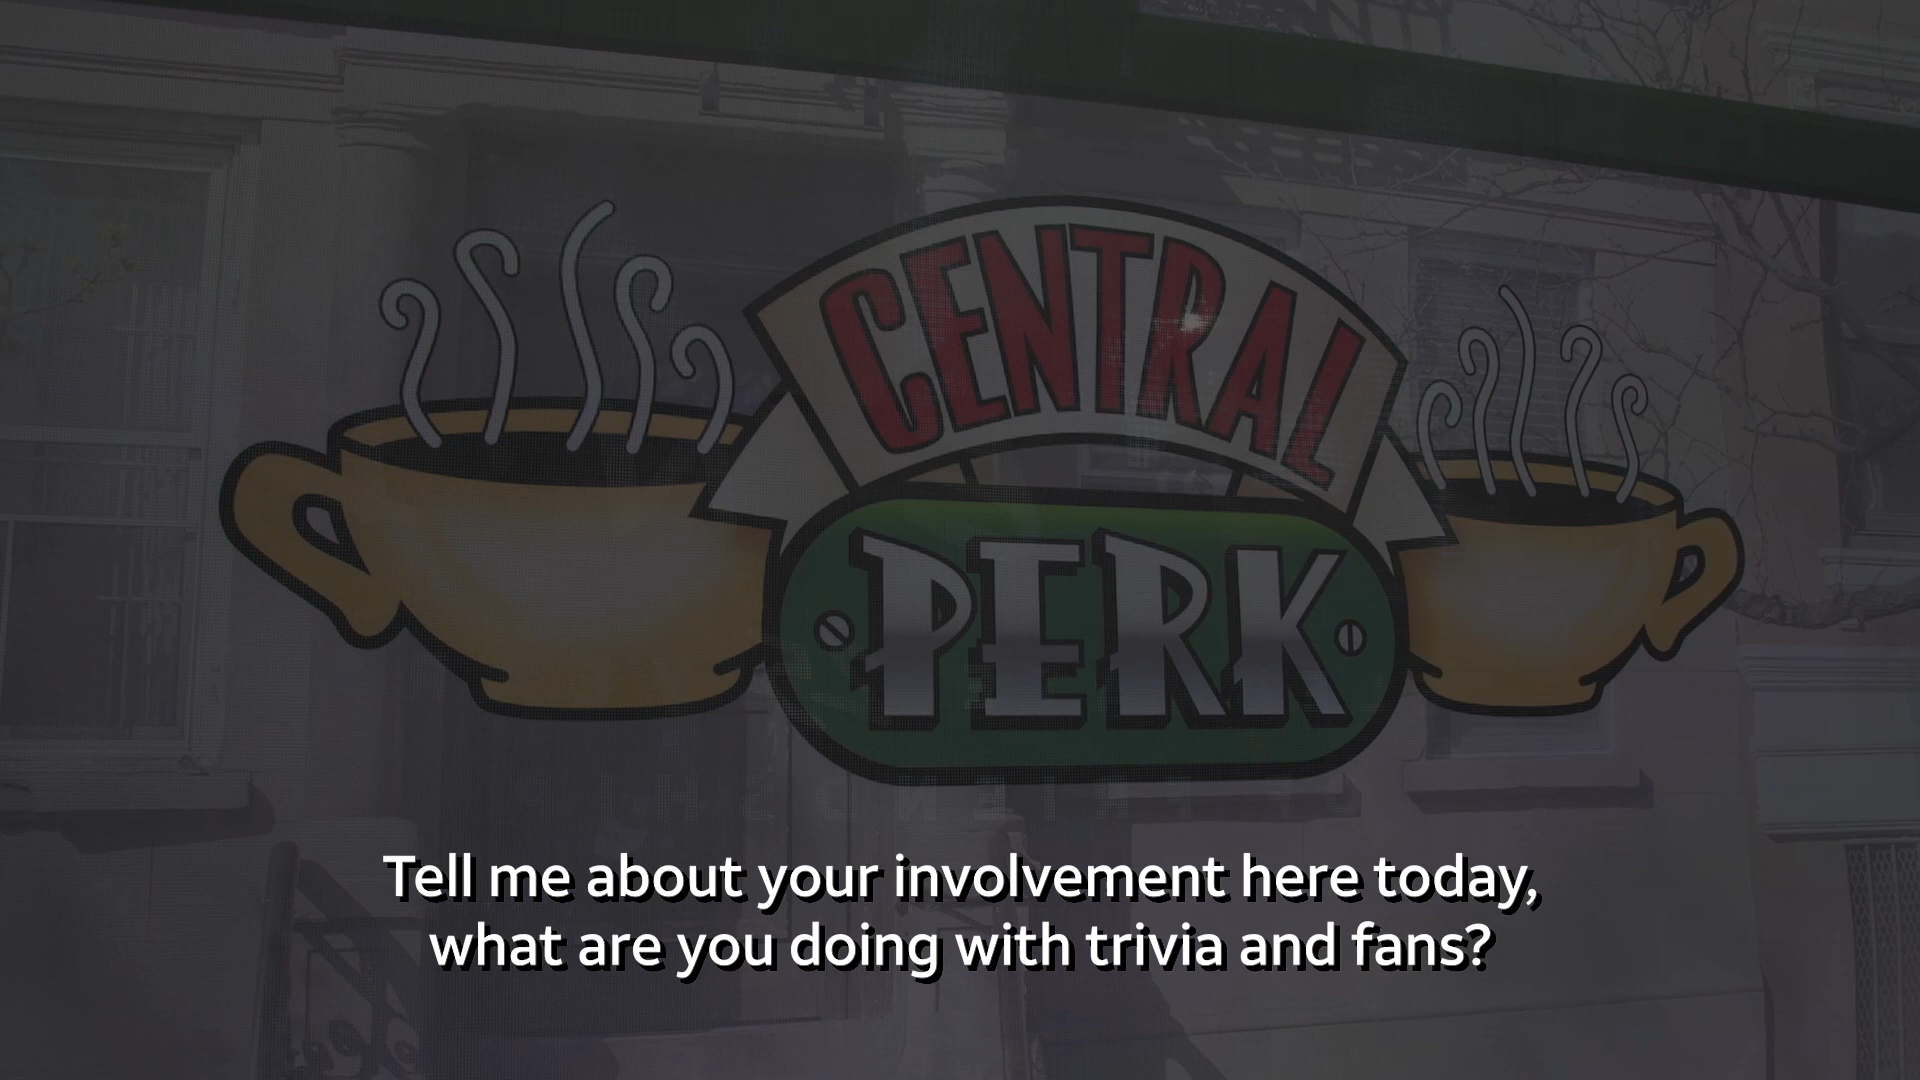 CENTRAL
PERK
Tell me about your involvement here today,
what are you doing with trivia and fans?